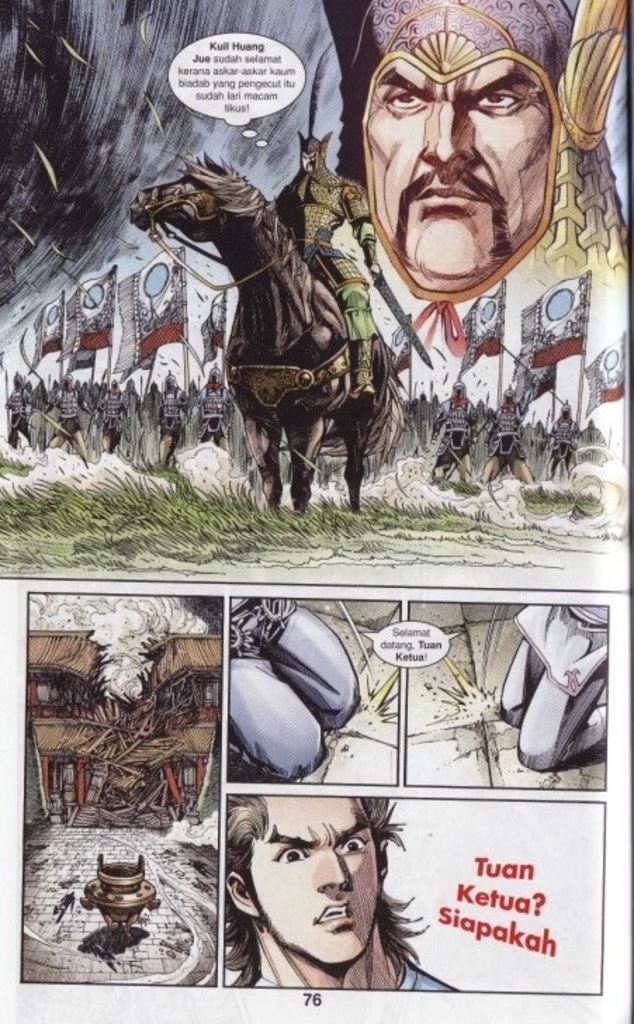 Kuil Huang
Jue sudah selamat
kerana askar-askar kaum
biadab yang pengecut itu
sudah lari macam
tikus!
Selamat
datang, Tuan
Ketua!
Tuan
Ketua?
Siapakah
76